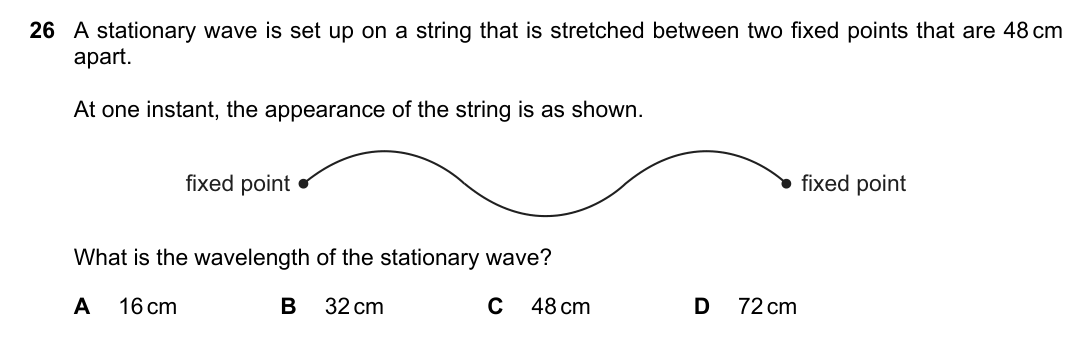 26 A stationary wave is set up on a string that is stretched between two fixed points that are 48 cm
apart.
At one instant, the appearance of the string is as shown.
fixed point fixed point
What is the wavelength of the stationary wave?
A 16 cm B 32 cm C 48 cm D 72 cm